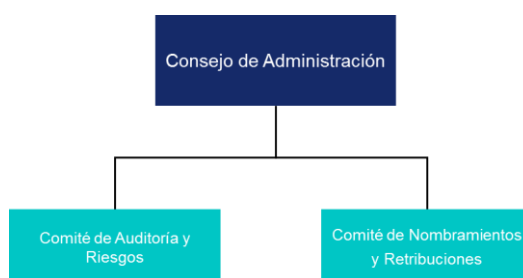 Consejo de Administración
Comité de Auditoría y
Riesgos
Comité de Nombramientos
y Retribuciones